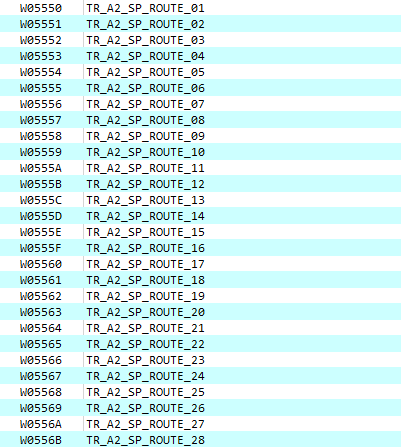 W05550 TR_A2_SP_ROUTE_01
W05551 TR_A2_SP_ROUTE_02
W05552 TR_A2_SP_ROUTE_03
W05553 TR_A2_SP_ROUTE_04
W05554 TR_A2_SP_ROUTE_05
W05555 TR_A2_SP_ROUTE_06
W05556 TR_A2_SP_ROUTE_07
W05557 TR_A2_SP_ROUTE_08
W05558 TR_A2_SP_ROUTE_09
W05559 TR_A2_SP_ROUTE_10
W0555A TR_A2_SP_ROUTE_11
W0555B TR_A2_SP_ROUTE_12
W0555C TR_A2_SP_ROUTE_13
W0555D TR_A2_SP_ROUTE_14
W0555E TR_A2_SP_ROUTE_15
W0555F TR_A2_SP_ROUTE_16
W05560 TR_A2_SP_ROUTE_17
W05561 TR_A2_SP_ROUTE_18
W05562 TR_A2_SP_ROUTE_19
W05563 TR_A2_SP_ROUTE_20
W05564 TR_A2_SP_ROUTE_21
W05565 TR_A2_SP_ROUTE_22
W05566 TR_A2_SP_ROUTE_23
W05567 TR_A2_SP_ROUTE_24
W05568 TR_A2_SP_ROUTE_25
W05569 TR_A2_SP_ROUTE_26
W0556A TR_A2_SP_ROUTE_27
W0556B TR_A2_SP_ROUTE_28